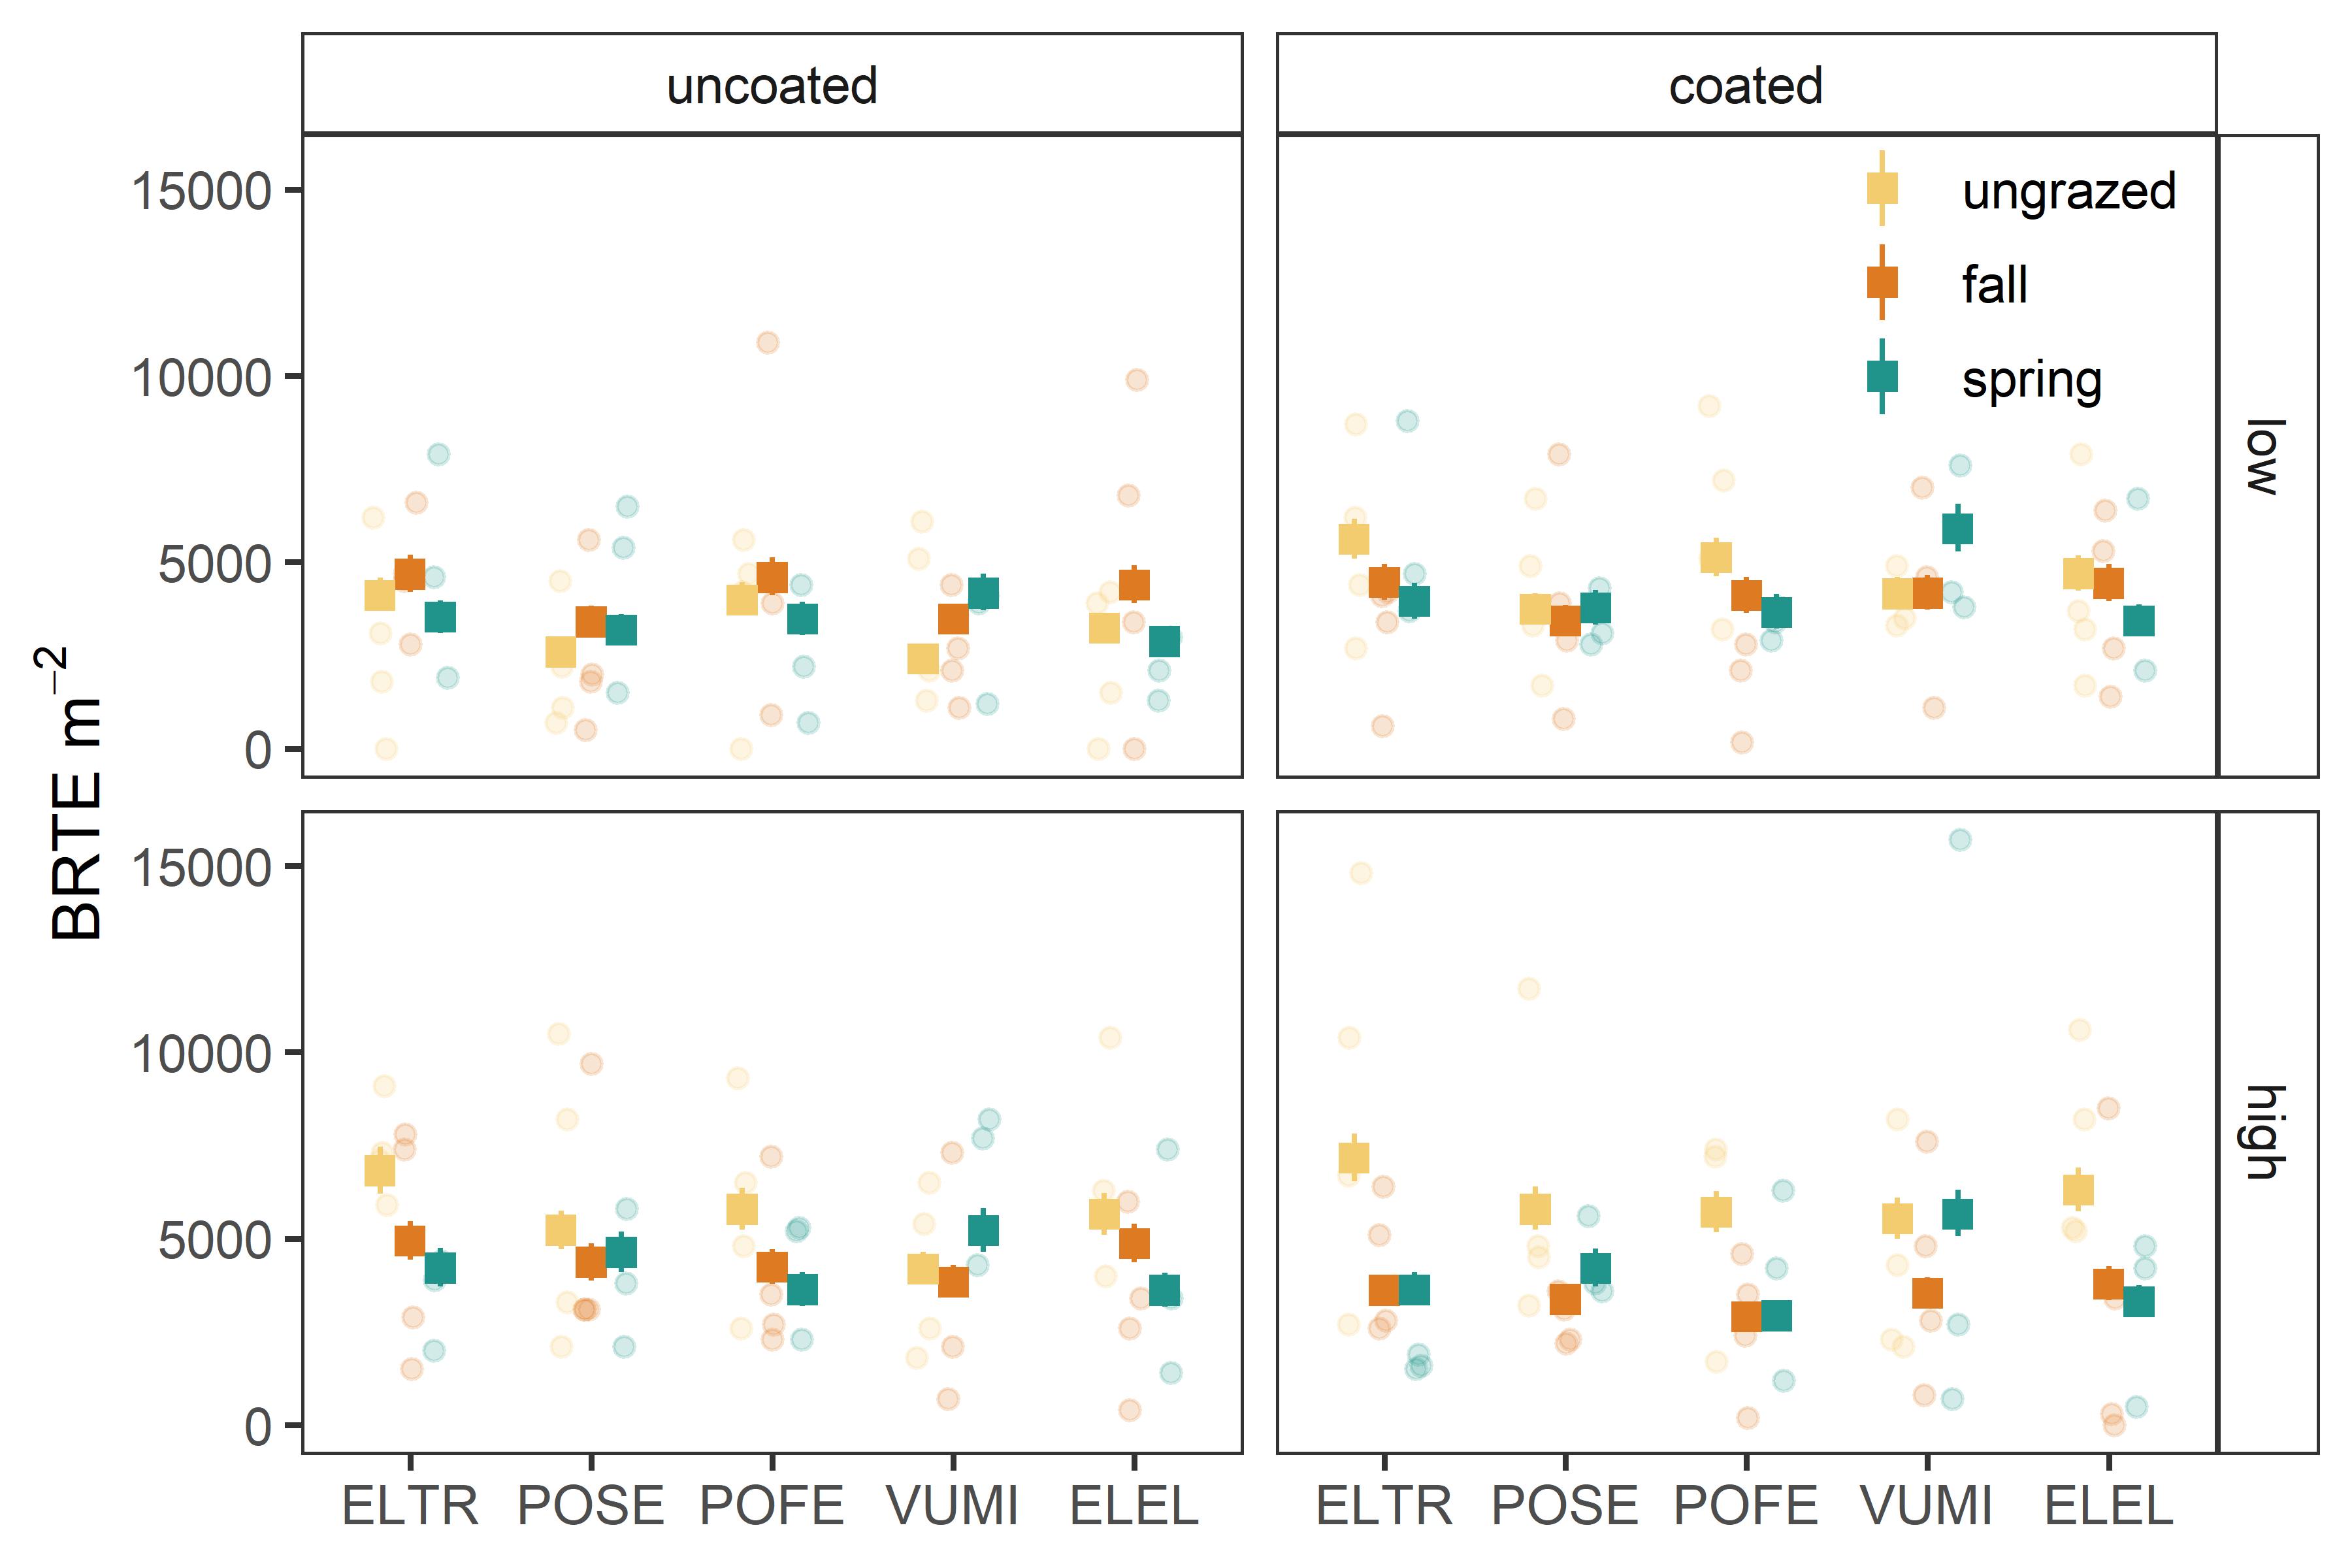 uncoated
coated
15000
10000
5000
0
ungrazed
fall
spring
low
BRTE m⁻²
15000
10000
5000
0
high
ELTR POSE POFE VUMI ELEL
ELTR POSE POFE VUMI ELEL